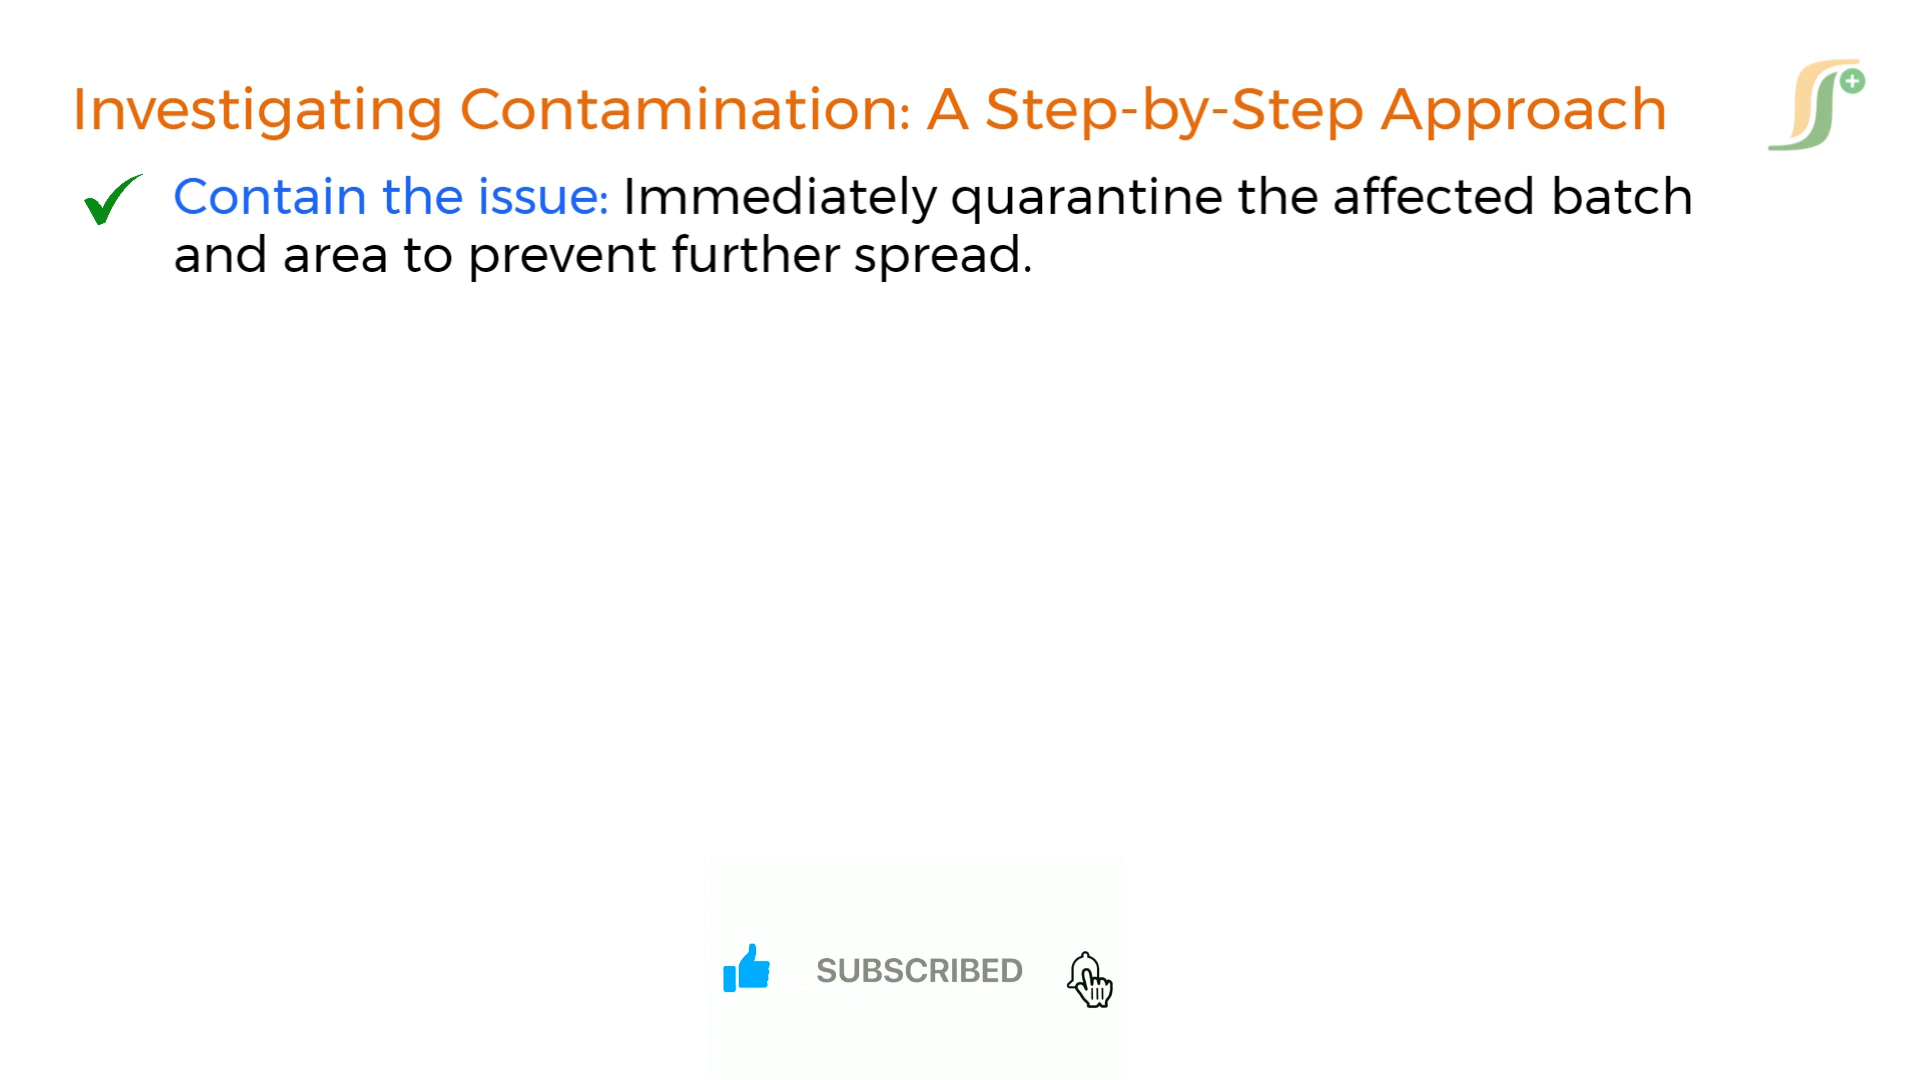 Investigating Contamination: A Step-by-Step Approach
Contain the issue: Immediately quarantine the affected batch
and area to prevent further spread.
SUBSCRIBED